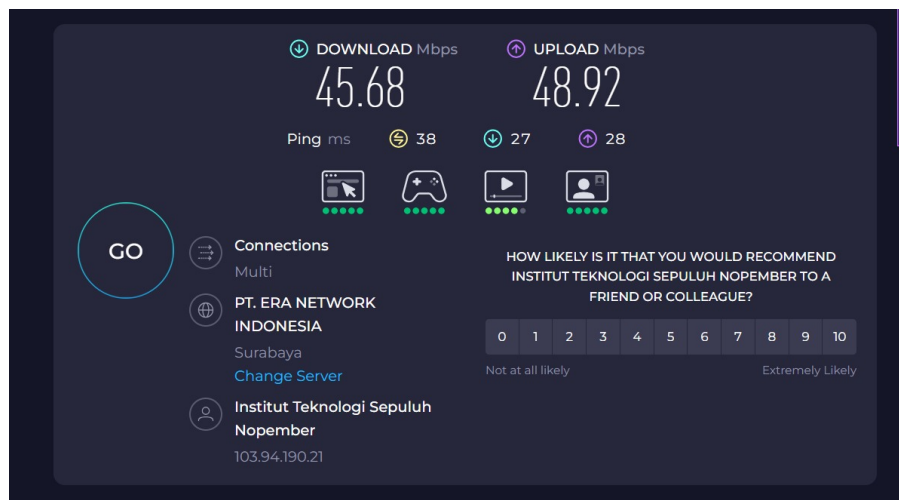 DOWNLOAD Mbps
UPLOAD Mbps
45.68
48.92
Ping ms 38 27 28
GO
Connections
Multi
PT. ERA NETWORK
INDONESIA
Surabaya
Change Server
Institut Teknologi Sepuluh
Nopember
103.94.190.21
HOW LIKELY IS IT THAT YOU WOULD RECOMMEND
INSTITUT TEKNOLOGI SEPULUH NOPEMBER TO A
FRIEND OR COLLEAGUE?
0 1 2 3 4 5 6 7 8 9 10
Not at all likely
Extremely Likely